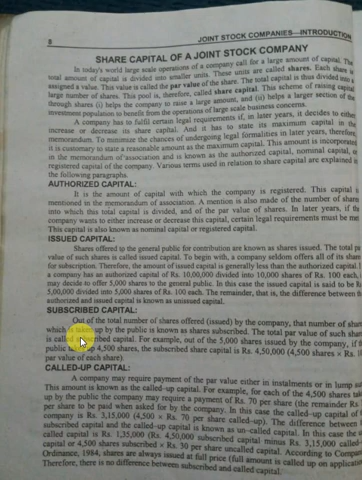 8 JOINT STOCK COMPANIES—INTRODUCTION
SHARE CAPITAL OF A JOINT STOCK COMPANY
In today's world large scale operations of a company call for a large amount of capital. The
total amount of capital is divided into smaller units. These units are called shares. Each share is
assigned a value. This value is called the par value of the share. The total capital is thus divided into a
large number of shares. This pool is, therefore, called share capital. This scheme of raising capital
through shares (i) helps the company to raise a large amount, and (ii) helps a larger section of the
investment population to benefit from the operations of large scale business concerns.
A company has to fulfil certain legal requirements if, in later years, it decides to either
increase or decrease its share capital. And it has to state its maximum capital in the
memorandum. To minimize the chances of undergoing legal formalities in later years, therefore,
it is customary to state a reasonable amount as the maximum capital. This amount is incorporated
in the memorandum of association and is known as the authorized capital, nominal capital, or
capital of the company. Various terms used in relation to share capital are explained in
the following paragraphs.
AUTHORIZED CAPITAL:
It is the amount of capital with which the company is registered. This capital is
mentioned in the memorandum of association. A mention is also made of the number of shares
into which this total capital is divided, and of the par value of shares. In later years, if the
company wants to either increase or decrease this capital, certain legal requirements must be met
This capital is also known as nominal capital or registered capital.
ISSUED CAPITAL:
Shares offered to the general public for contribution are known as shares issued. The total par
value of such shares is called issued capital. To begin with, a company seldom offers all of its shares
for subscription. Therefore, the amount of issued capital is generally less than the authorized capital. I
a company has an authorized capital of Rs. 10,00,000 divided into 10,000 shares of Rs. 100 each, i
may decide to offer 5,000 shares to the general public. In this case the issued capital is said to be Rs
5,00,000 divided into 5,000 shares of Rs. 100 each. The remainder, that is, the difference between th
authorized and issued capital is known as unissued capital.
SUBSCRIBED CAPITAL:
Out of the total number of shares offered (issued) by the company, that number of share
which is taken up by the public is known as shares subscribed. The total par value of such shar
is called subscribed capital. For example, out of the 5,000 shares issued by the company, if th
public up 4,500 shares, the subscribed share capital is Rs. 4,50,000 (4,500 shares × Rs. 10
par value of each share).
CALLED-UP CAPITAL:
A company may require payment of the par value either in instalments or in lump su
This amount is known as the called-up capital. For example, for each of the 4,500 shares tak
up by the public the company may require a payment of Rs. 70 per share (the remainder Rs.
per share to be paid when asked for by the company. In this case the called-up capital of
company is Rs. 3,15,000 (4,500 × Rs. 70 per share called-up). The difference between
subscribed capital and the called-up capital is known as un-called capital. In this case the u
called capital is Rs. 1,35,000 (Rs. 4,50,000 subscribed capital minus Rs. 3,15,000 called-
capital or 4,500 shares subscribed × Rs. 30 per share uncalled capital. According to Compan
Ordinance, 1984, shares are always issued at full price (full amount is called up on application
Therefore, there is no difference between subscribed and called capital.